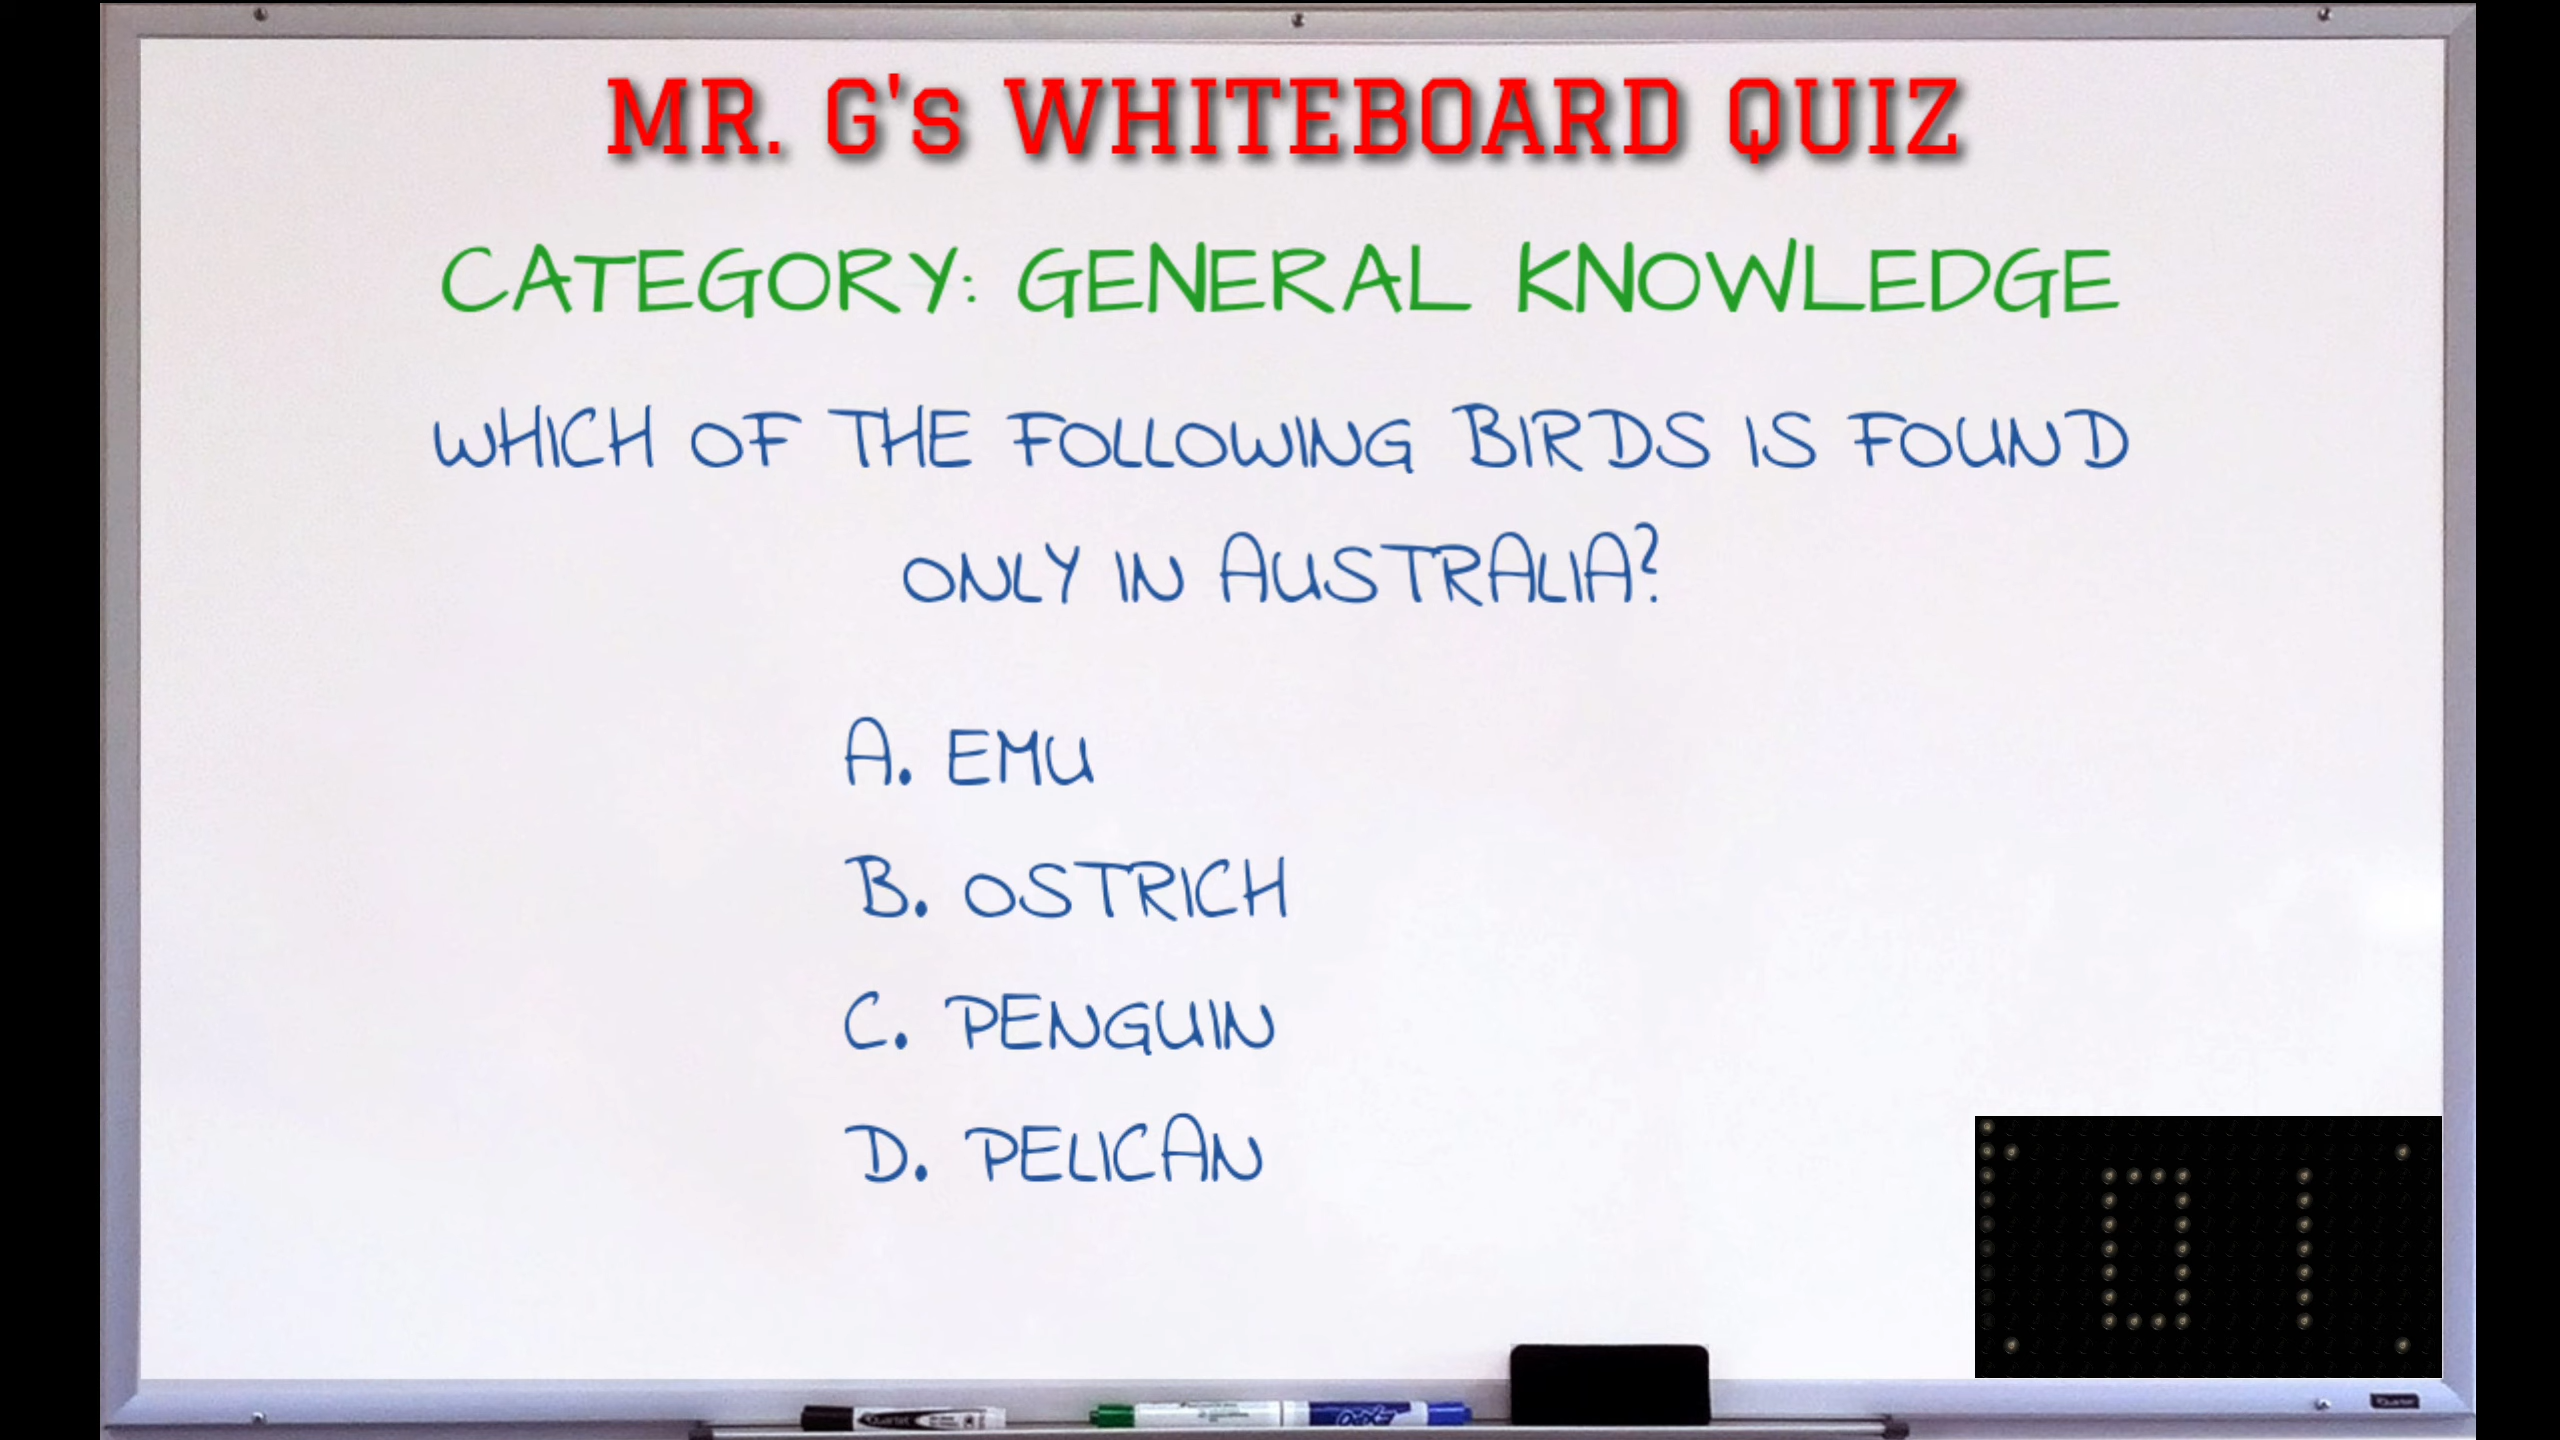 MR. G's WHITEBOARD QUIZ
CATEGORY: GENERAL KNOWLEDGE
WHICH OF THE FOLLOWING BIRDS IS FOUND
ONLY IN AUSTRALIA?
A. EMU
B. OSTRICH
C. PENGUIN
D. PELICAN
01
Quartet